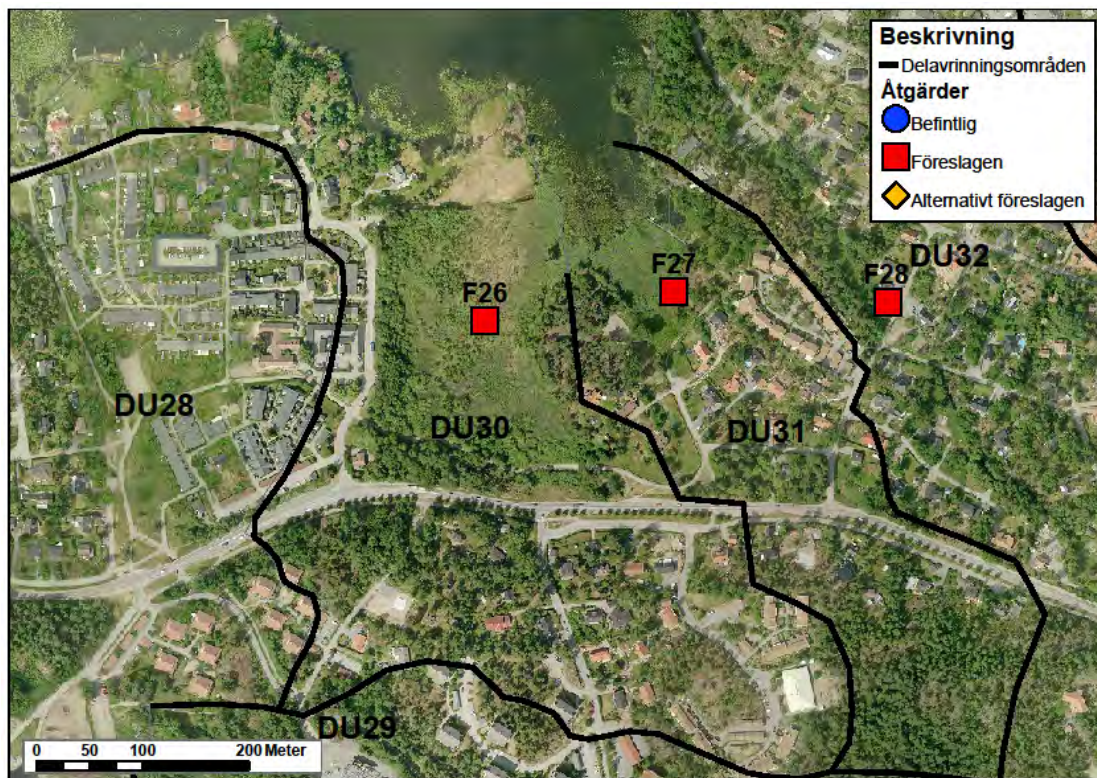 Beskrivning
Delavrinningsområden
Åtgärder
Befintlig
Föreslagen
Alternativt föreslagen
DU32
F27
F28
F26
DU28
DU30
DU31
DU29
0 50 100 200 Meter